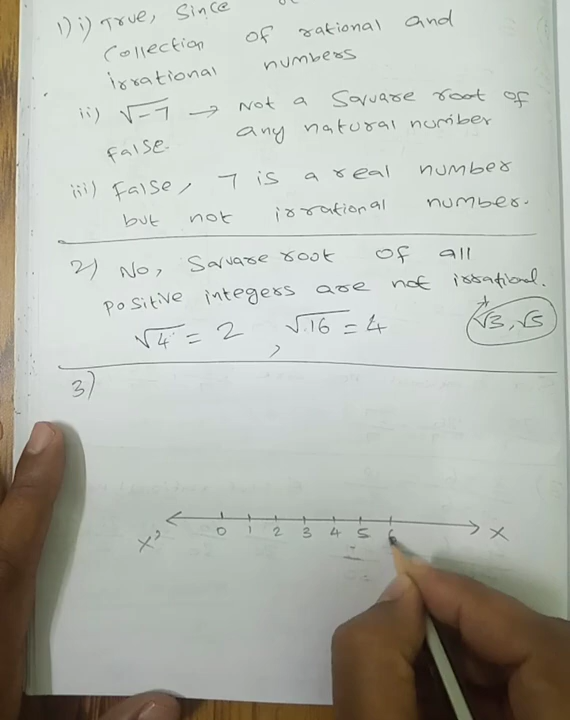 1) i) True, Since
Collection of rational and
irrational numbers
ii) √-7 → Not a Square root of
any natural number
false.
iii) False, 7 is a real number
but not irrational number.
2) No, Square root of all
Positive integers are not irrational.
√4 = 2 , √16 = 4 √3, √5
3)
X' 0 1 2 3 4 5 6 X